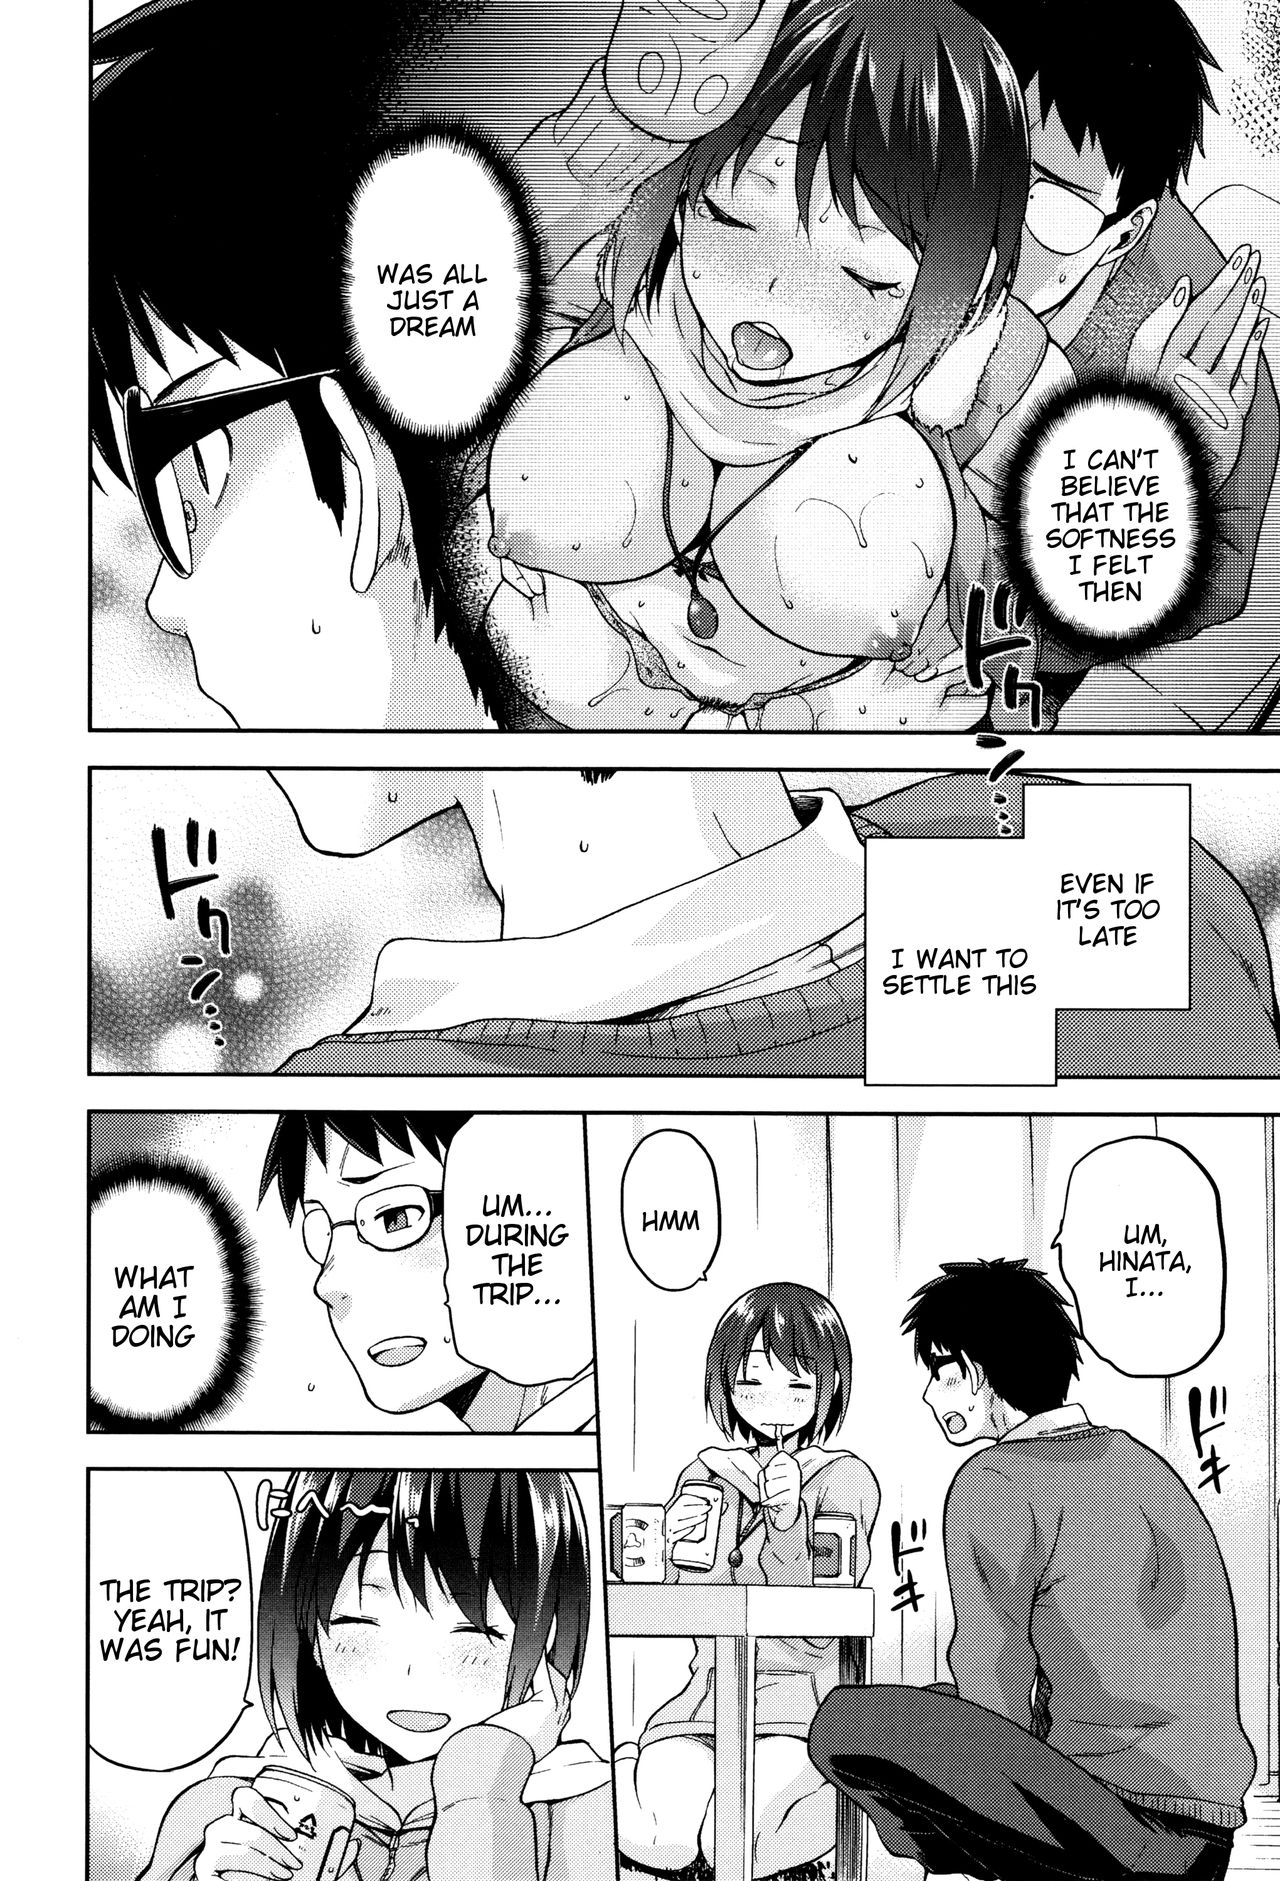 I CAN'T
BELIEVE
THAT THE
SOFTNESS
I FELT
THEN
WAS ALL
JUST A
DREAM
ドク
ドク
EVEN IF
IT'S TOO
LATE
I WANT TO
SETTLE THIS
UM,
HINATA,
I...
HMM
ドキ
ドキ
UM...
DURING
THE
TRIP...
WHAT
AM I
DOING
THE TRIP?
YEAH, IT
WAS FUN!